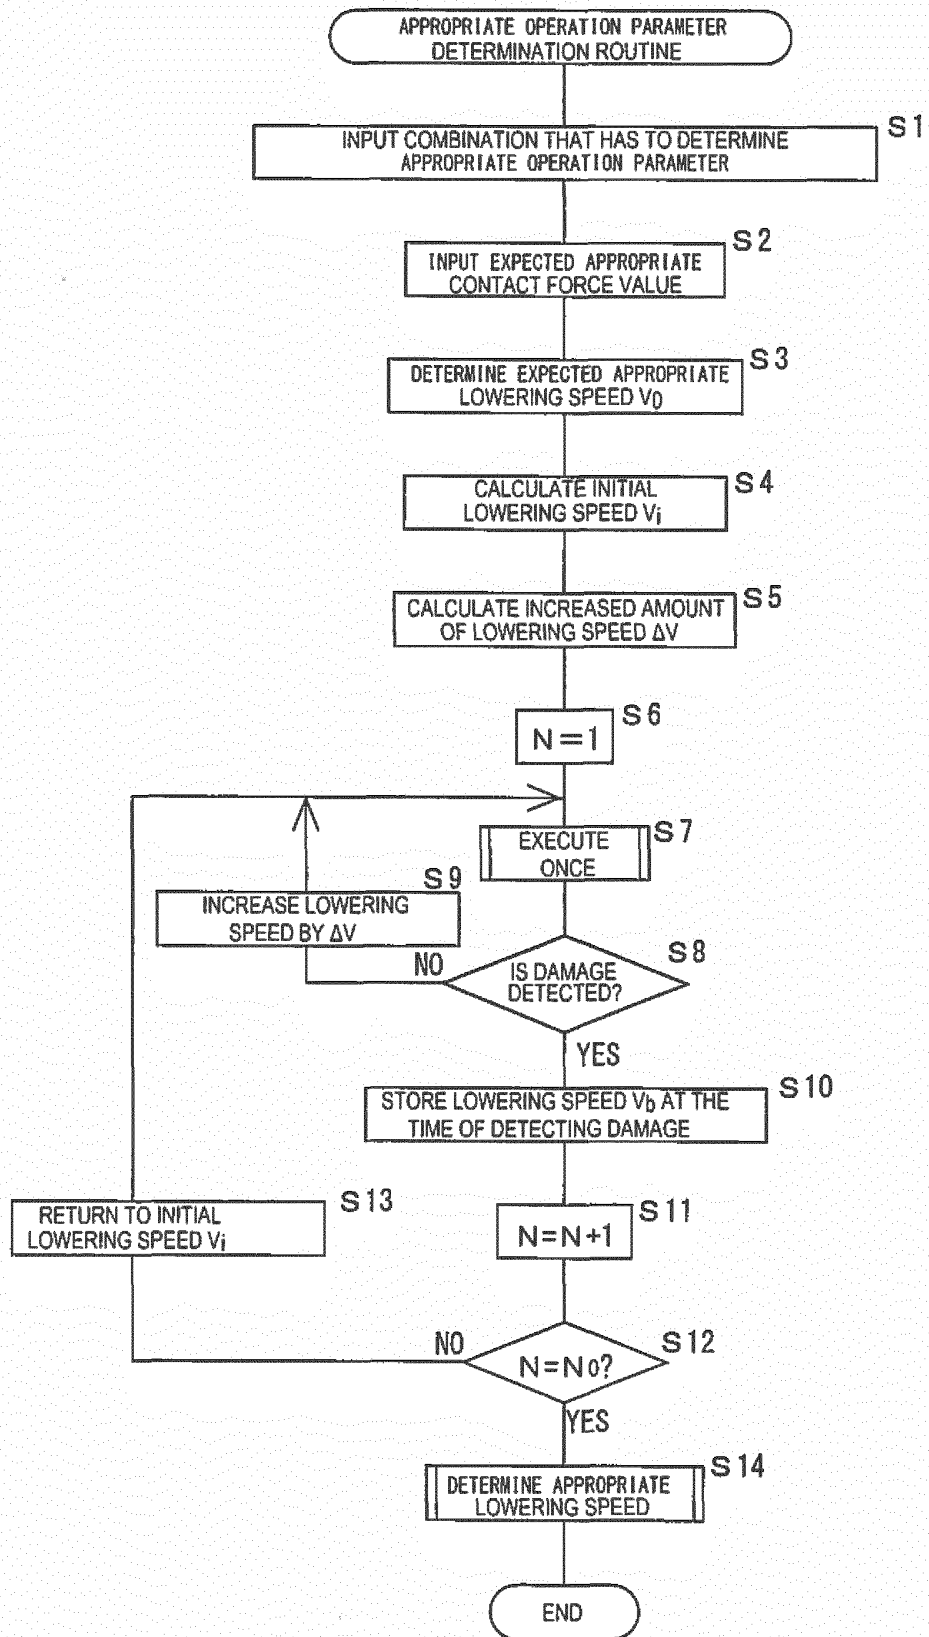 APPROPRIATE OPERATION PARAMETER
DETERMINATION ROUTINE
S1
INPUT COMBINATION THAT HAS TO DETERMINE
APPROPRIATE OPERATION PARAMETER
S2
INPUT EXPECTED APPROPRIATE
CONTACT FORCE VALUE
S3
DETERMINE EXPECTED APPROPRIATE
LOWERING SPEED V0
S4
CALCULATE INITIAL
LOWERING SPEED Vi
S5
CALCULATE INCREASED AMOUNT
OF LOWERING SPEED ΔV
S6
N=1
S7
EXECUTE
ONCE
S9
INCREASE LOWERING
SPEED BY ΔV
S8
NO
IS DAMAGE
DETECTED?
YES
S10
STORE LOWERING SPEED Vb AT THE
TIME OF DETECTING DAMAGE
S13
RETURN TO INITIAL
LOWERING SPEED Vi
S11
N=N+1
S12
NO
N=N0?
YES
S14
DETERMINE APPROPRIATE
LOWERING SPEED
END